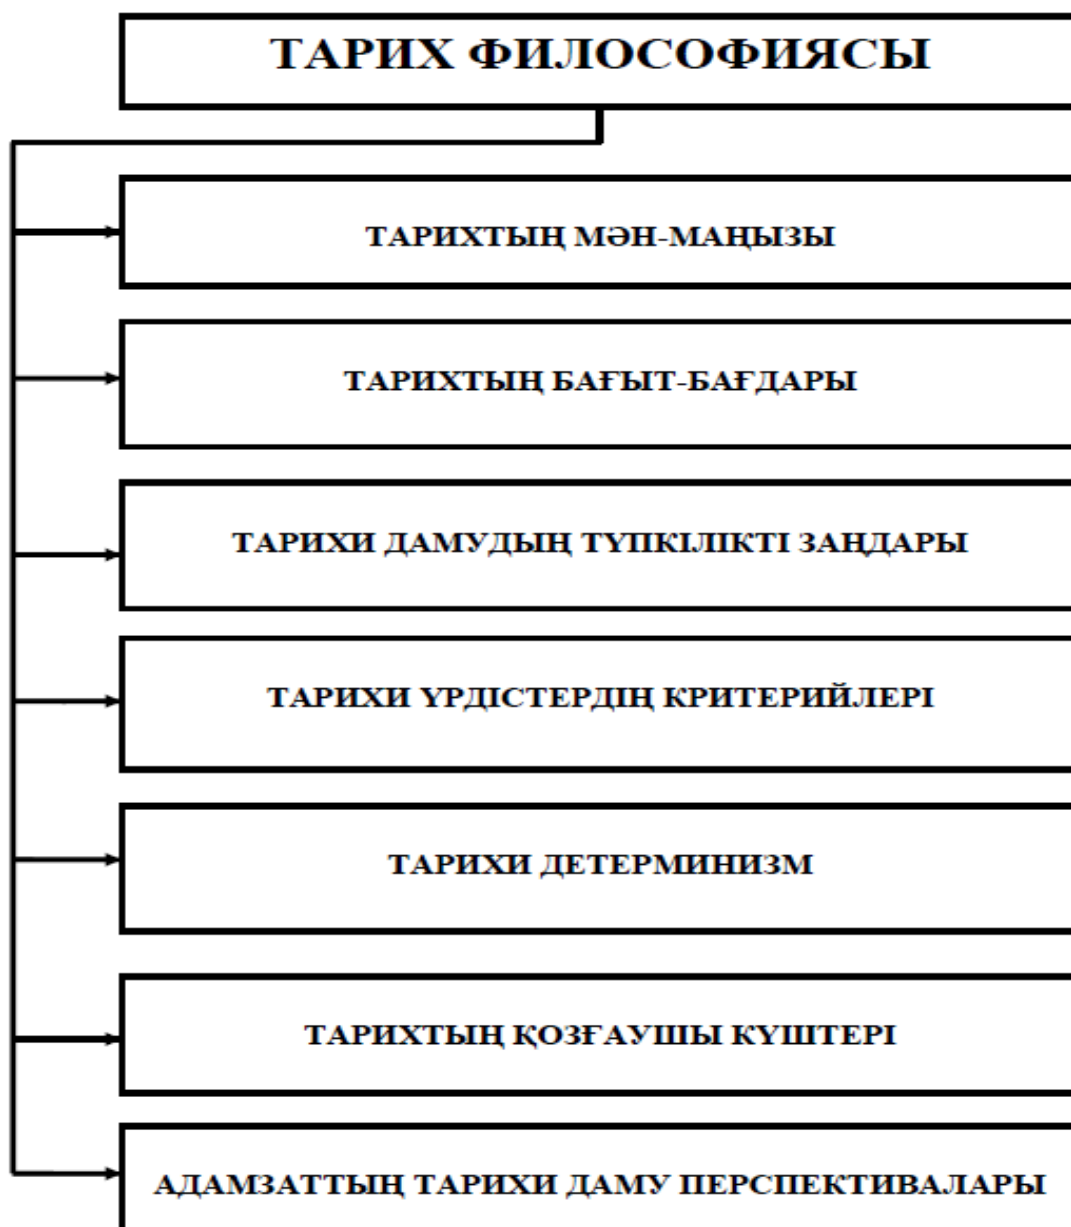 ТАРИХ ФИЛОСОФИЯСЫ
ТАРИХТЫҢ МӘН-МАҢЫЗЫ
ТАРИХТЫҢ БАҒЫТ-БАҒДАРЫ
ТАРИХИ ДАМУДЫҢ ТҮПКІЛІКТІ ЗАҢДАРЫ
ТАРИХИ ҮРДІСТЕРДІҢ КРИТЕРИЙЛЕРІ
ТАРИХИ ДЕТЕРМИНИЗМ
ТАРИХТЫҢ ҚОЗҒАУШЫ КҮШТЕРІ
АДАМЗАТТЫҢ ТАРИХИ ДАМУ ПЕРСПЕКТИВАЛАРЫ